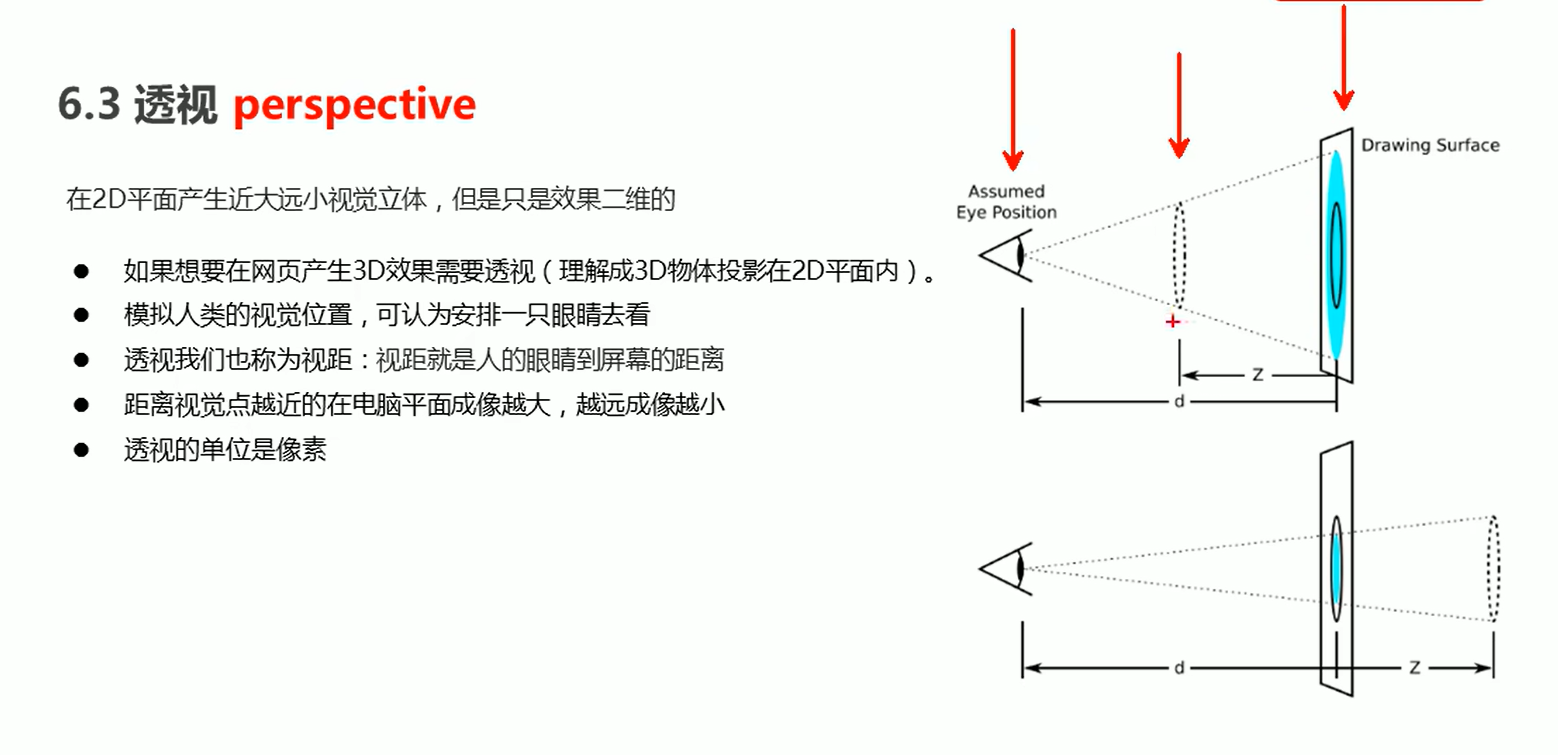 6.3 透视 perspective
在2D平面产生近大远小视觉立体，但是只是效果二维的
● 如果想要在网页产生3D效果需要透视（理解成3D物体投影在2D平面内）。
● 模拟人类的视觉位置，可认为安排一只眼睛去看
● 透视我们也称为视距：视距就是人的眼睛到屏幕的距离
● 距离视觉点越近的在电脑平面成像越大，越远成像越小
● 透视的单位是像素
Drawing Surface
Assumed
Eye Position
Z
d
d
Z